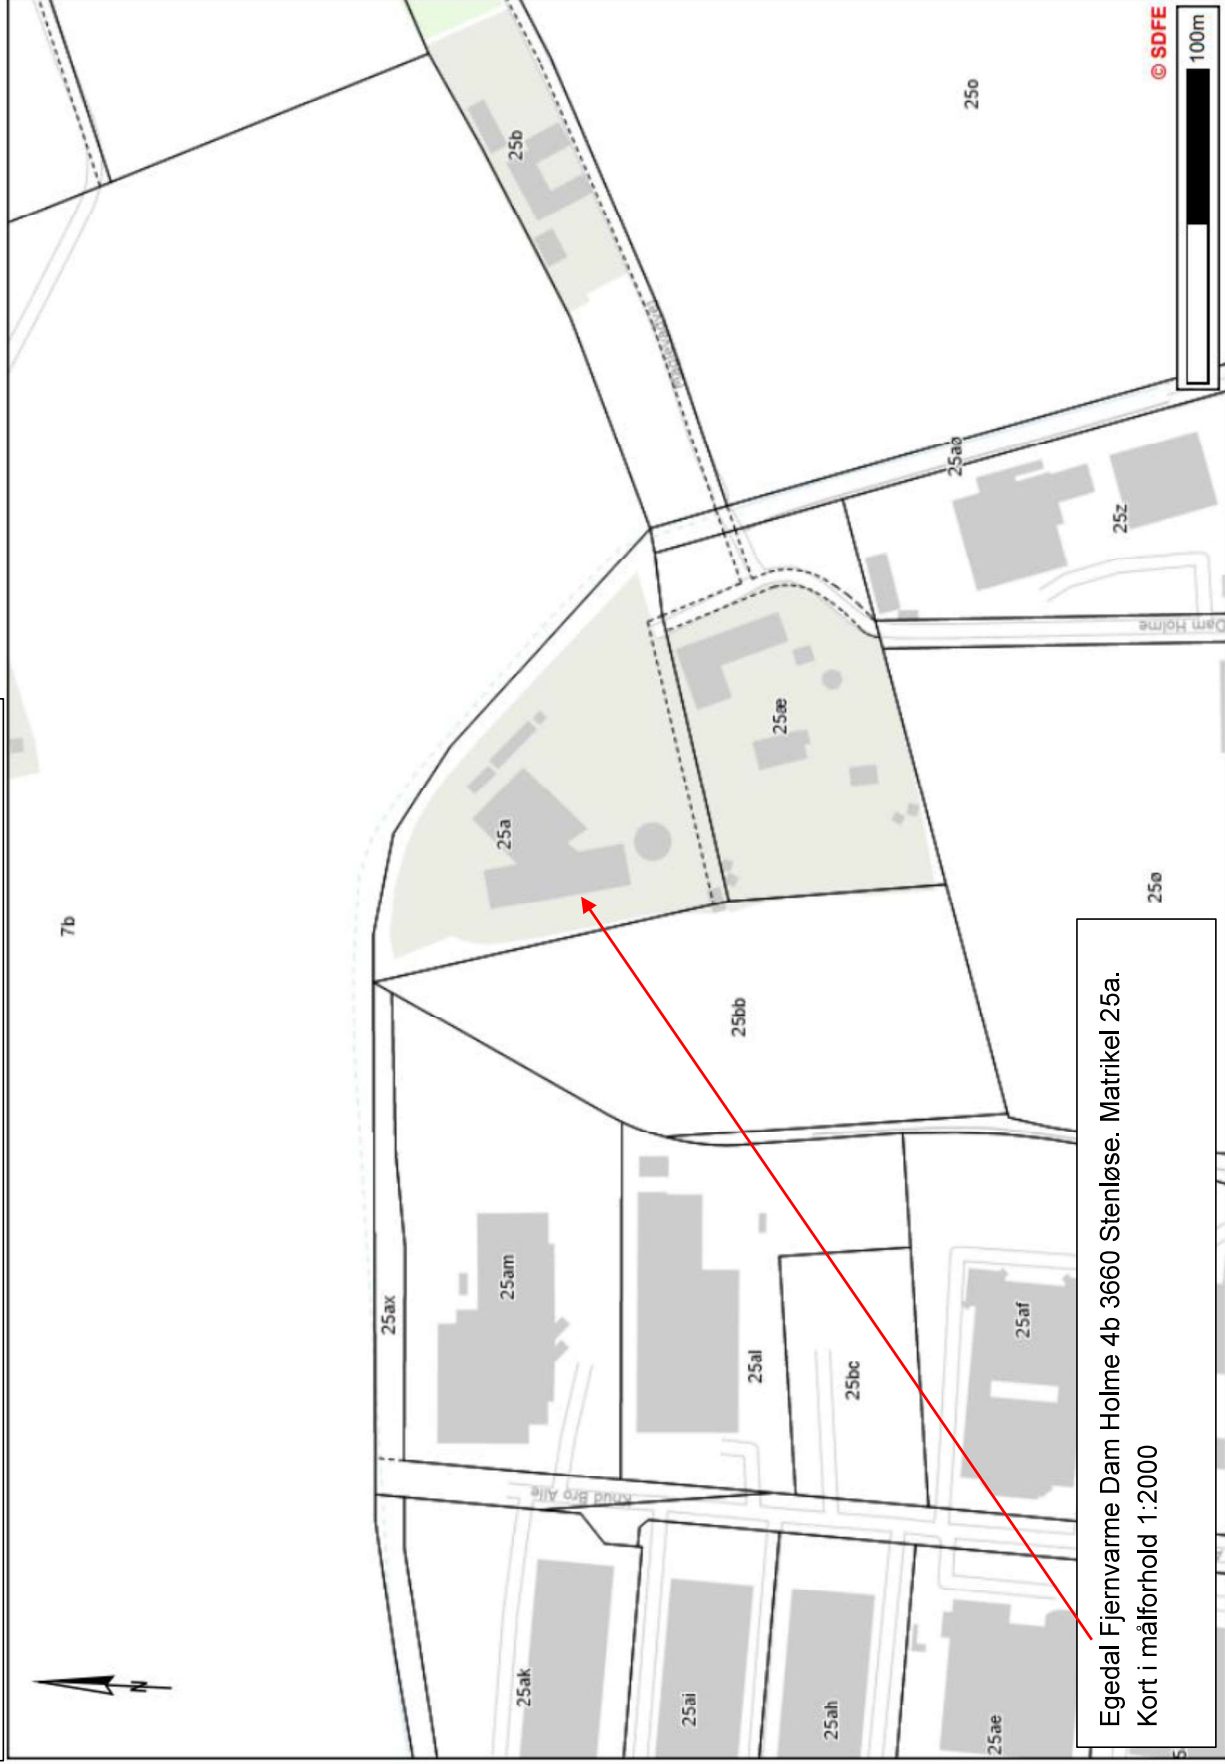 © SDFE
100m
7b
25b
25o
25a
25aø
25z
25æ
Dam Holme
25bb
25ø
25ax
25am
25al
25bc
25af
Knud Bro Alle
N
25ak
25ai
25ah
25ae
Egedal Fjernvarme Dam Holme 4b 3660 Stenløse. Matrikel 25a.
Kort i målforhold 1:2000